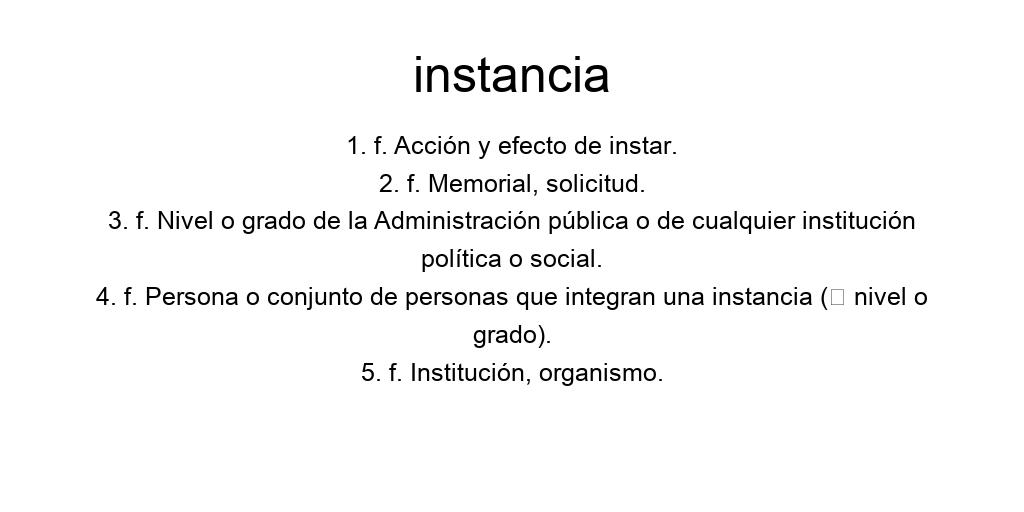 instancia
1. f. Acción y efecto de instar.
2. f. Memorial, solicitud.
3. f. Nivel o grado de la Administración pública o de cualquier institución
política o social.
4. f. Persona o conjunto de personas que integran una instancia (□ nivel o
grado).
5. f. Institución, organismo.